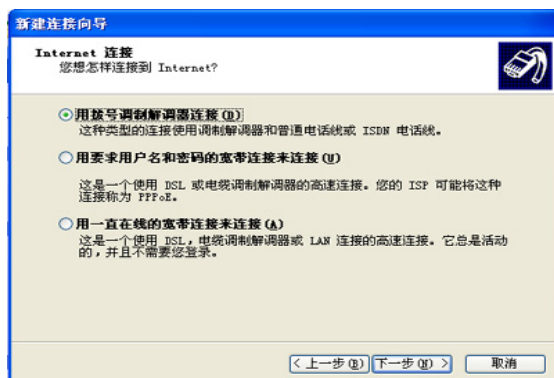 新建连接向导
Internet 连接
您想怎样连接到 Internet?
用拨号调制解调器连接(D)
这种类型的连接使用调制解调器和普通电话线或 ISDN 电话线。
用要求用户名和密码的宽带连接来连接(U)
这是一个使用 DSL 或电缆调制解调器的高速连接。您的 ISP 可能将这种
连接称为 PPPoE。
用一直在线的宽带连接来连接(A)
这是一个使用 DSL，电缆调制解调器或 LAN 连接的高速连接。它总是活动
的，并且不需要您登录。
< 上一步(B) 下一步(N) > 取消